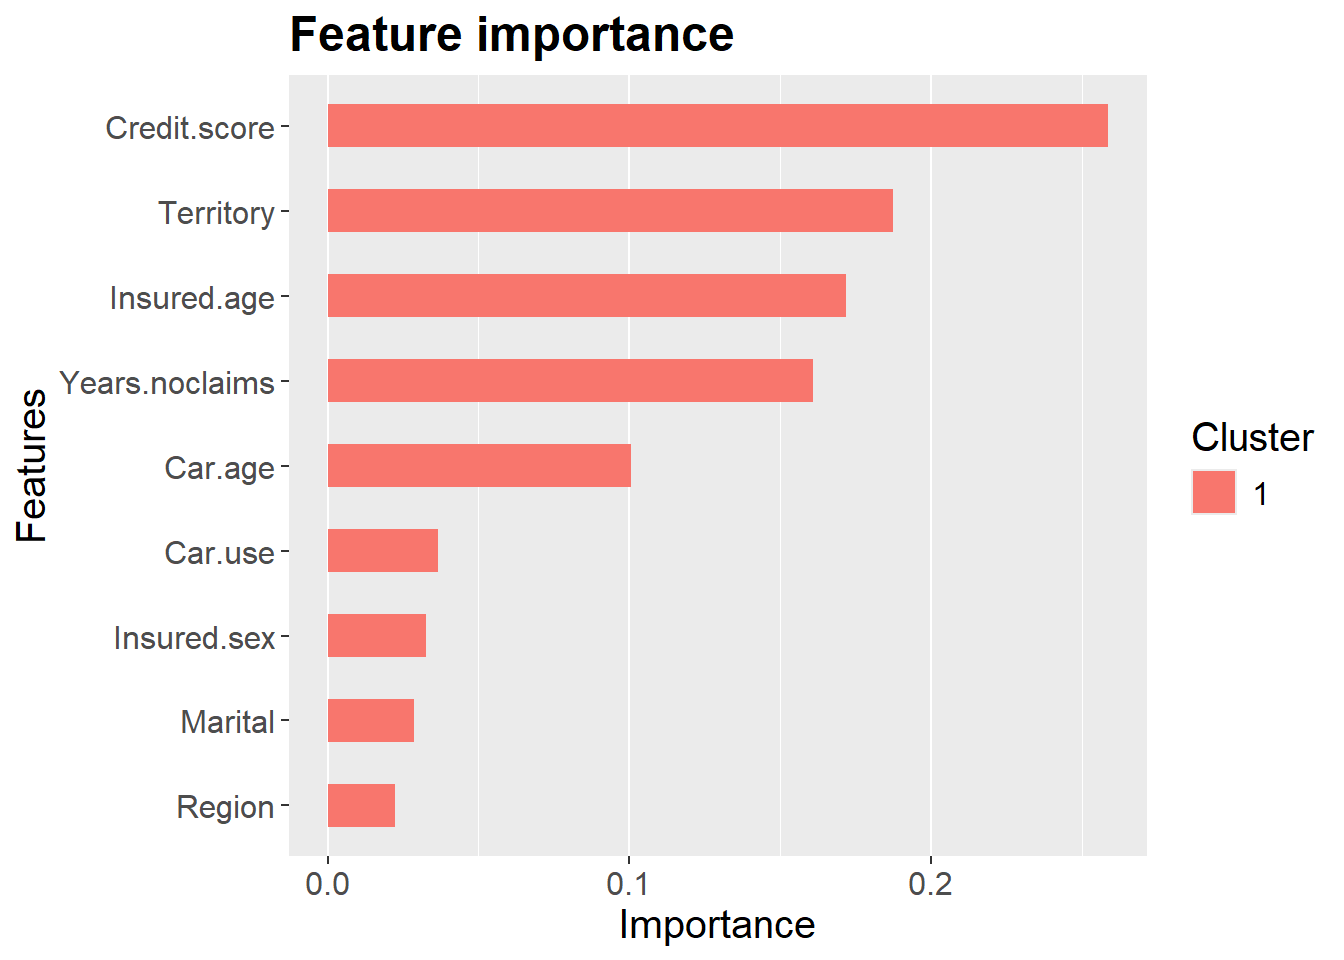 Feature importance
Credit.score
Territory
Insured.age
Years.noclaims
Car.age
Car.use
Insured.sex
Marital
Region
Features
0.0 0.1 0.2
Importance
Cluster
1